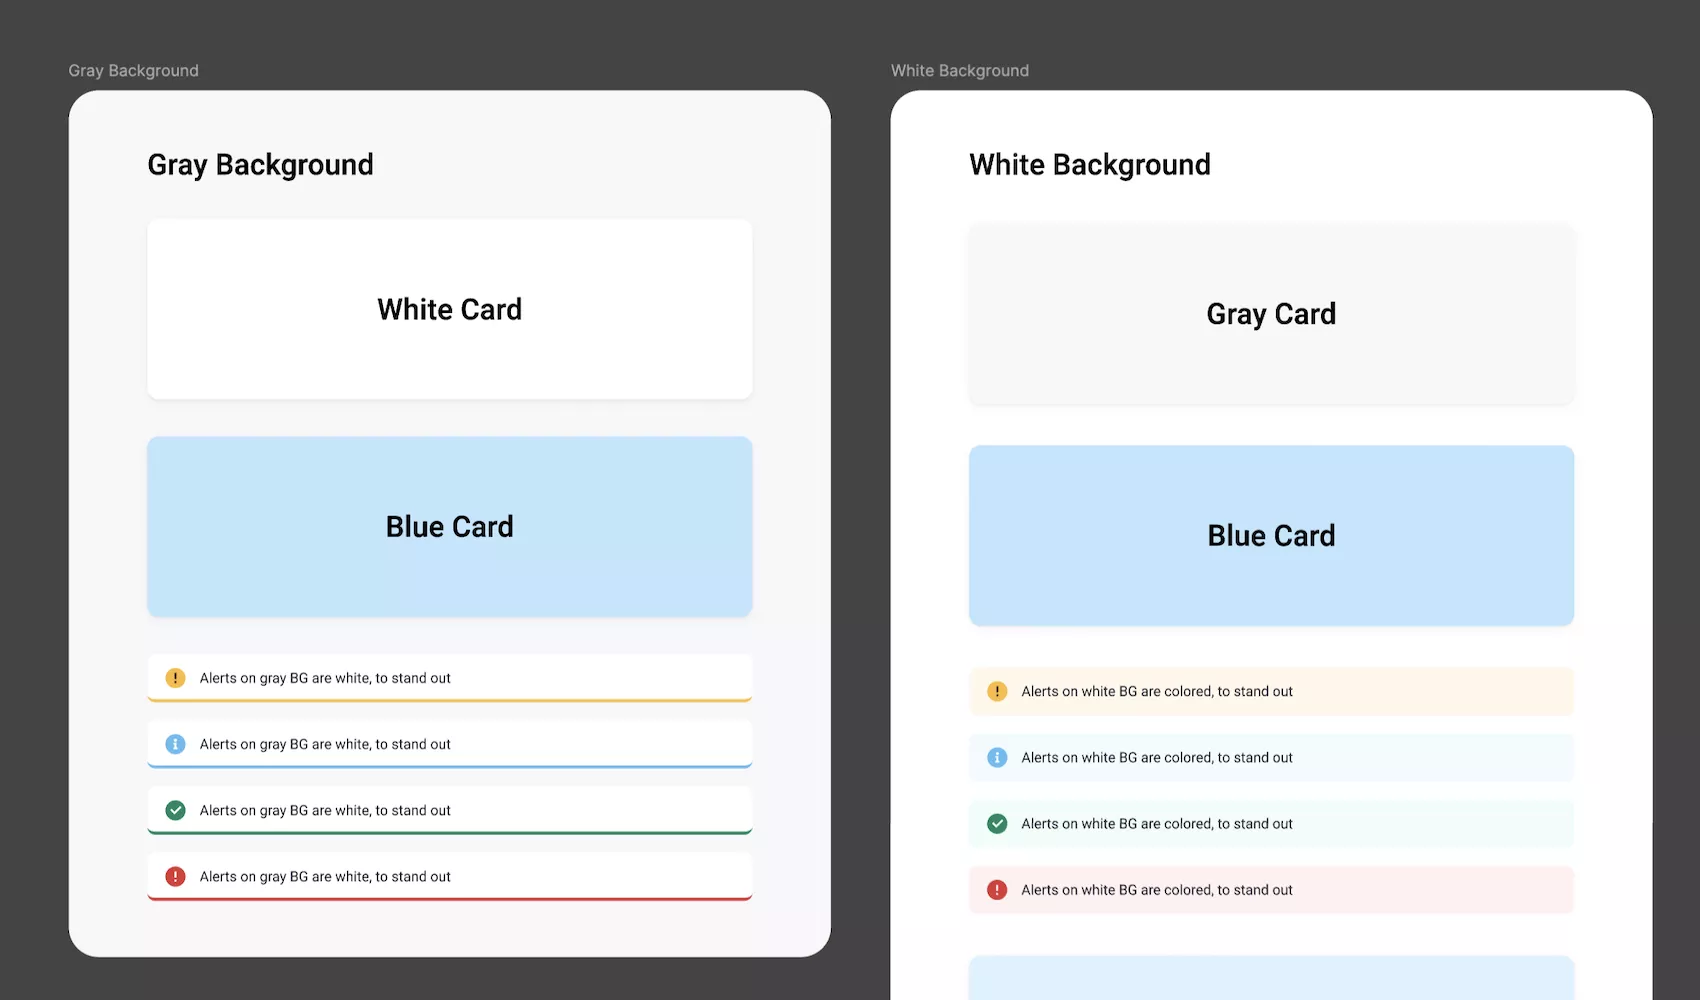 Gray Background
Gray Background
White Card
Blue Card
Alerts on gray BG are white, to stand out
Alerts on gray BG are white, to stand out
Alerts on gray BG are white, to stand out
Alerts on gray BG are white, to stand out
White Background
White Background
Gray Card
Blue Card
Alerts on white BG are colored, to stand out
Alerts on white BG are colored, to stand out
Alerts on white BG are colored, to stand out
Alerts on white BG are colored, to stand out